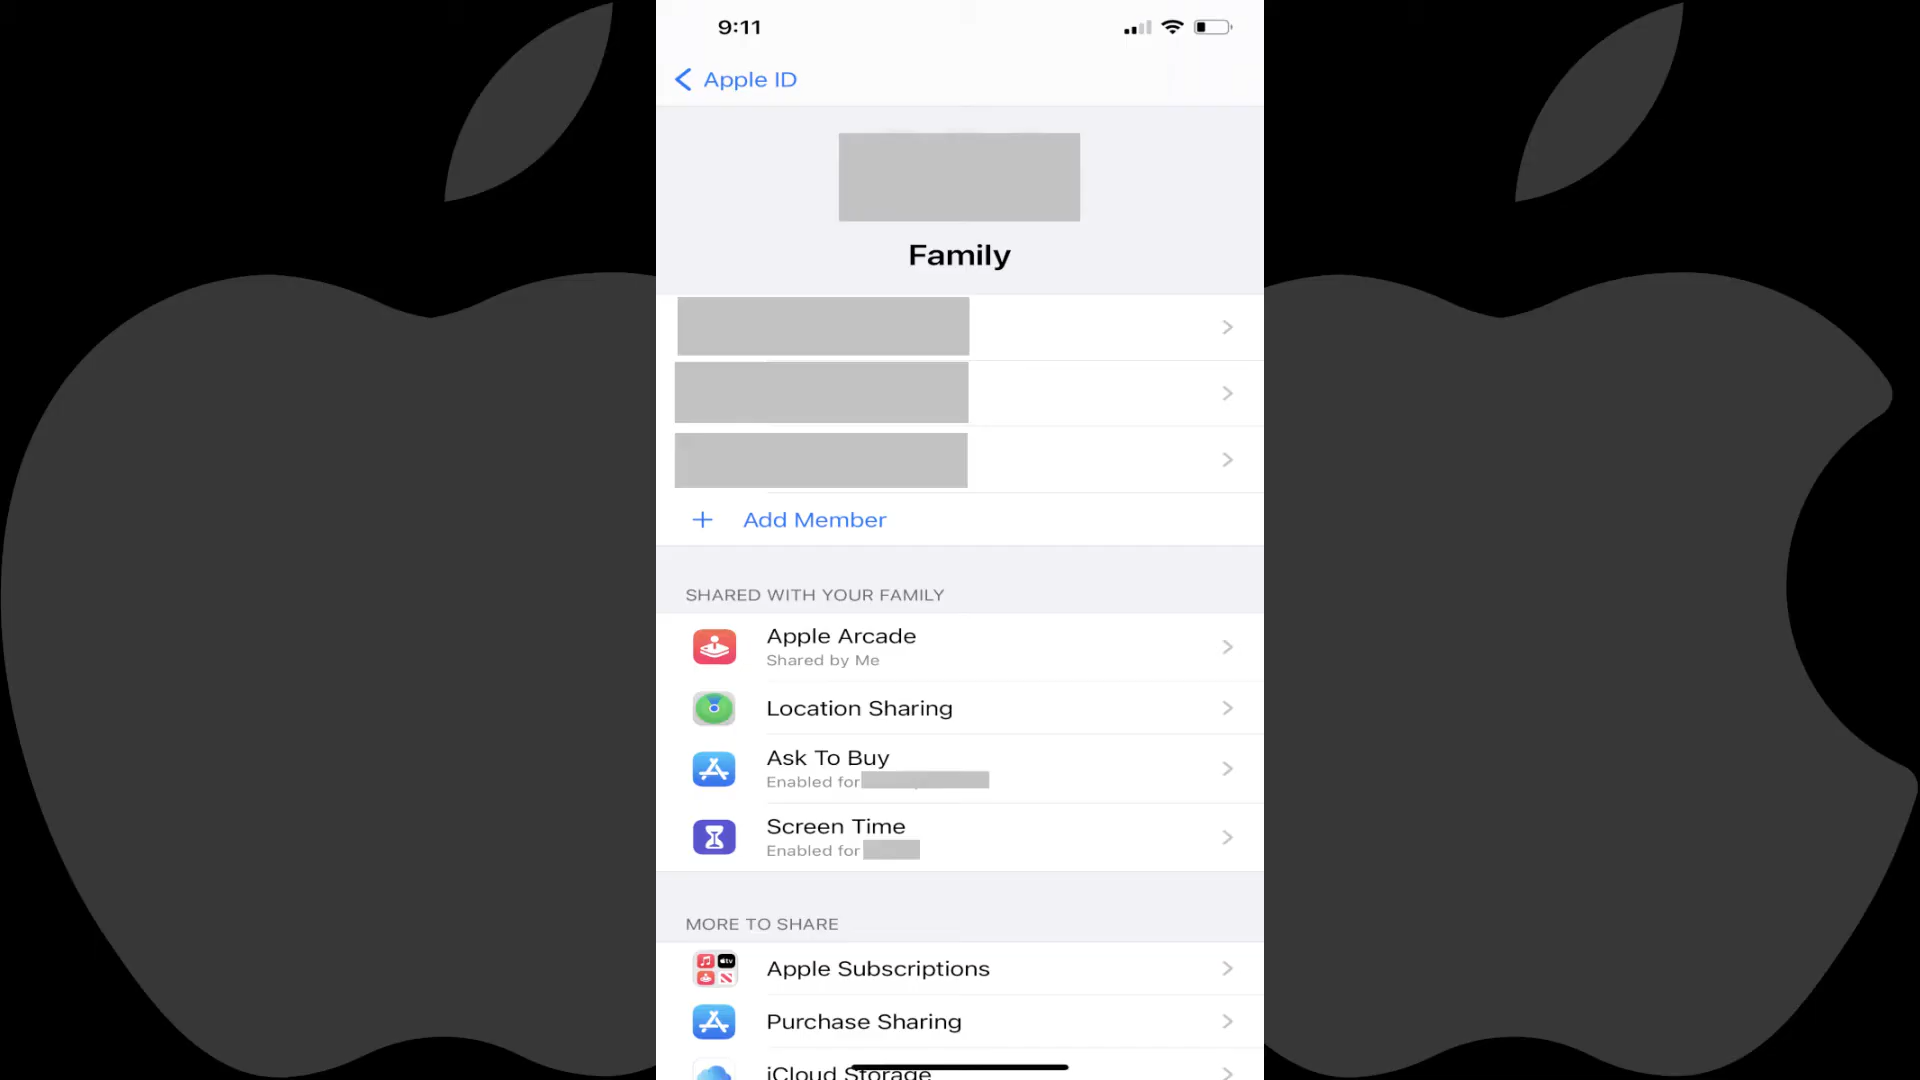 9:11
Apple ID
Family
Add Member
SHARED WITH YOUR FAMILY
Apple Arcade
Shared by Me
Location Sharing
Ask To Buy
Enabled for
Screen Time
Enabled for
MORE TO SHARE
Apple Subscriptions
Purchase Sharing
iCloud Storage